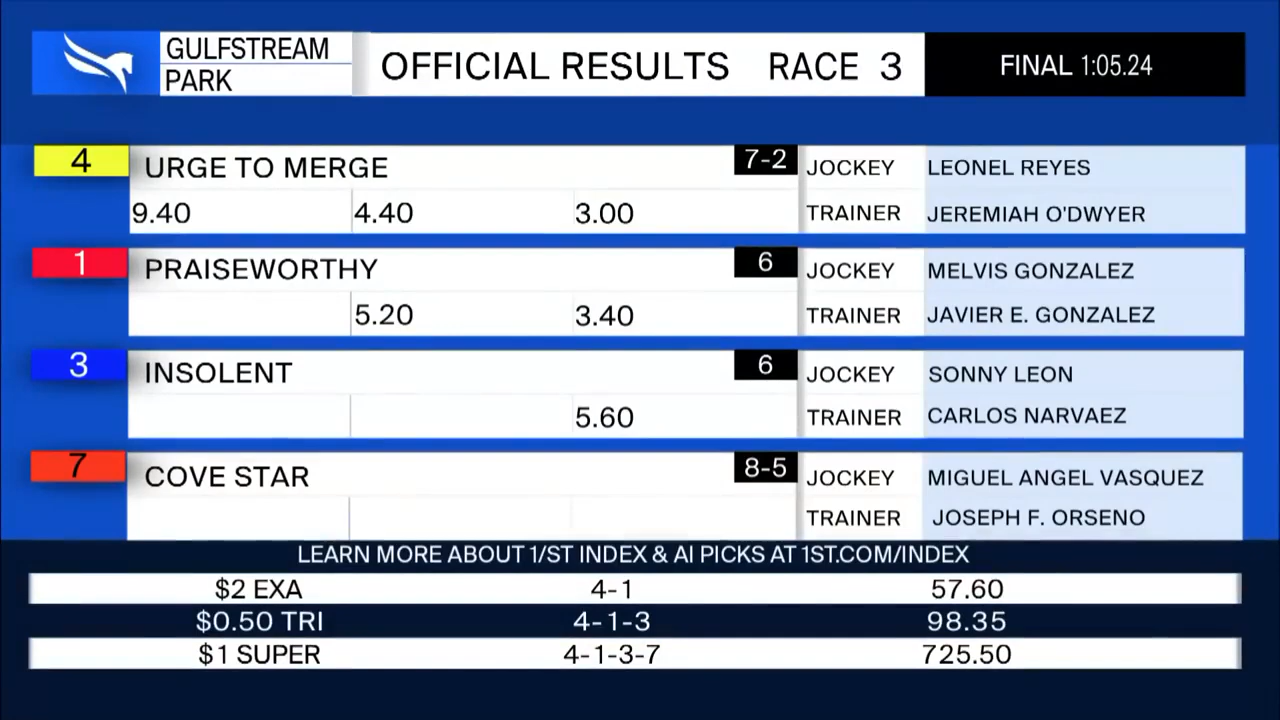 GULFSTREAM
PARK
OFFICIAL RESULTS RACE 3
FINAL 1:05.24
4 URGE TO MERGE 7-2 JOCKEY LEONEL REYES
9.40 4.40 3.00 TRAINER JEREMIAH O'DWYER
1 PRAISEWORTHY 6 JOCKEY MELVIS GONZALEZ
5.20 3.40 TRAINER JAVIER E. GONZALEZ
3 INSOLENT 6 JOCKEY SONNY LEON
5.60 TRAINER CARLOS NARVAEZ
7 COVE STAR 8-5 JOCKEY MIGUEL ANGEL VASQUEZ
TRAINER JOSEPH F. ORSENO
LEARN MORE ABOUT 1/ST INDEX & AI PICKS AT 1ST.COM/INDEX
$2 EXA 4-1 57.60
$0.50 TRI 4-1-3 98.35
$1 SUPER 4-1-3-7 725.50